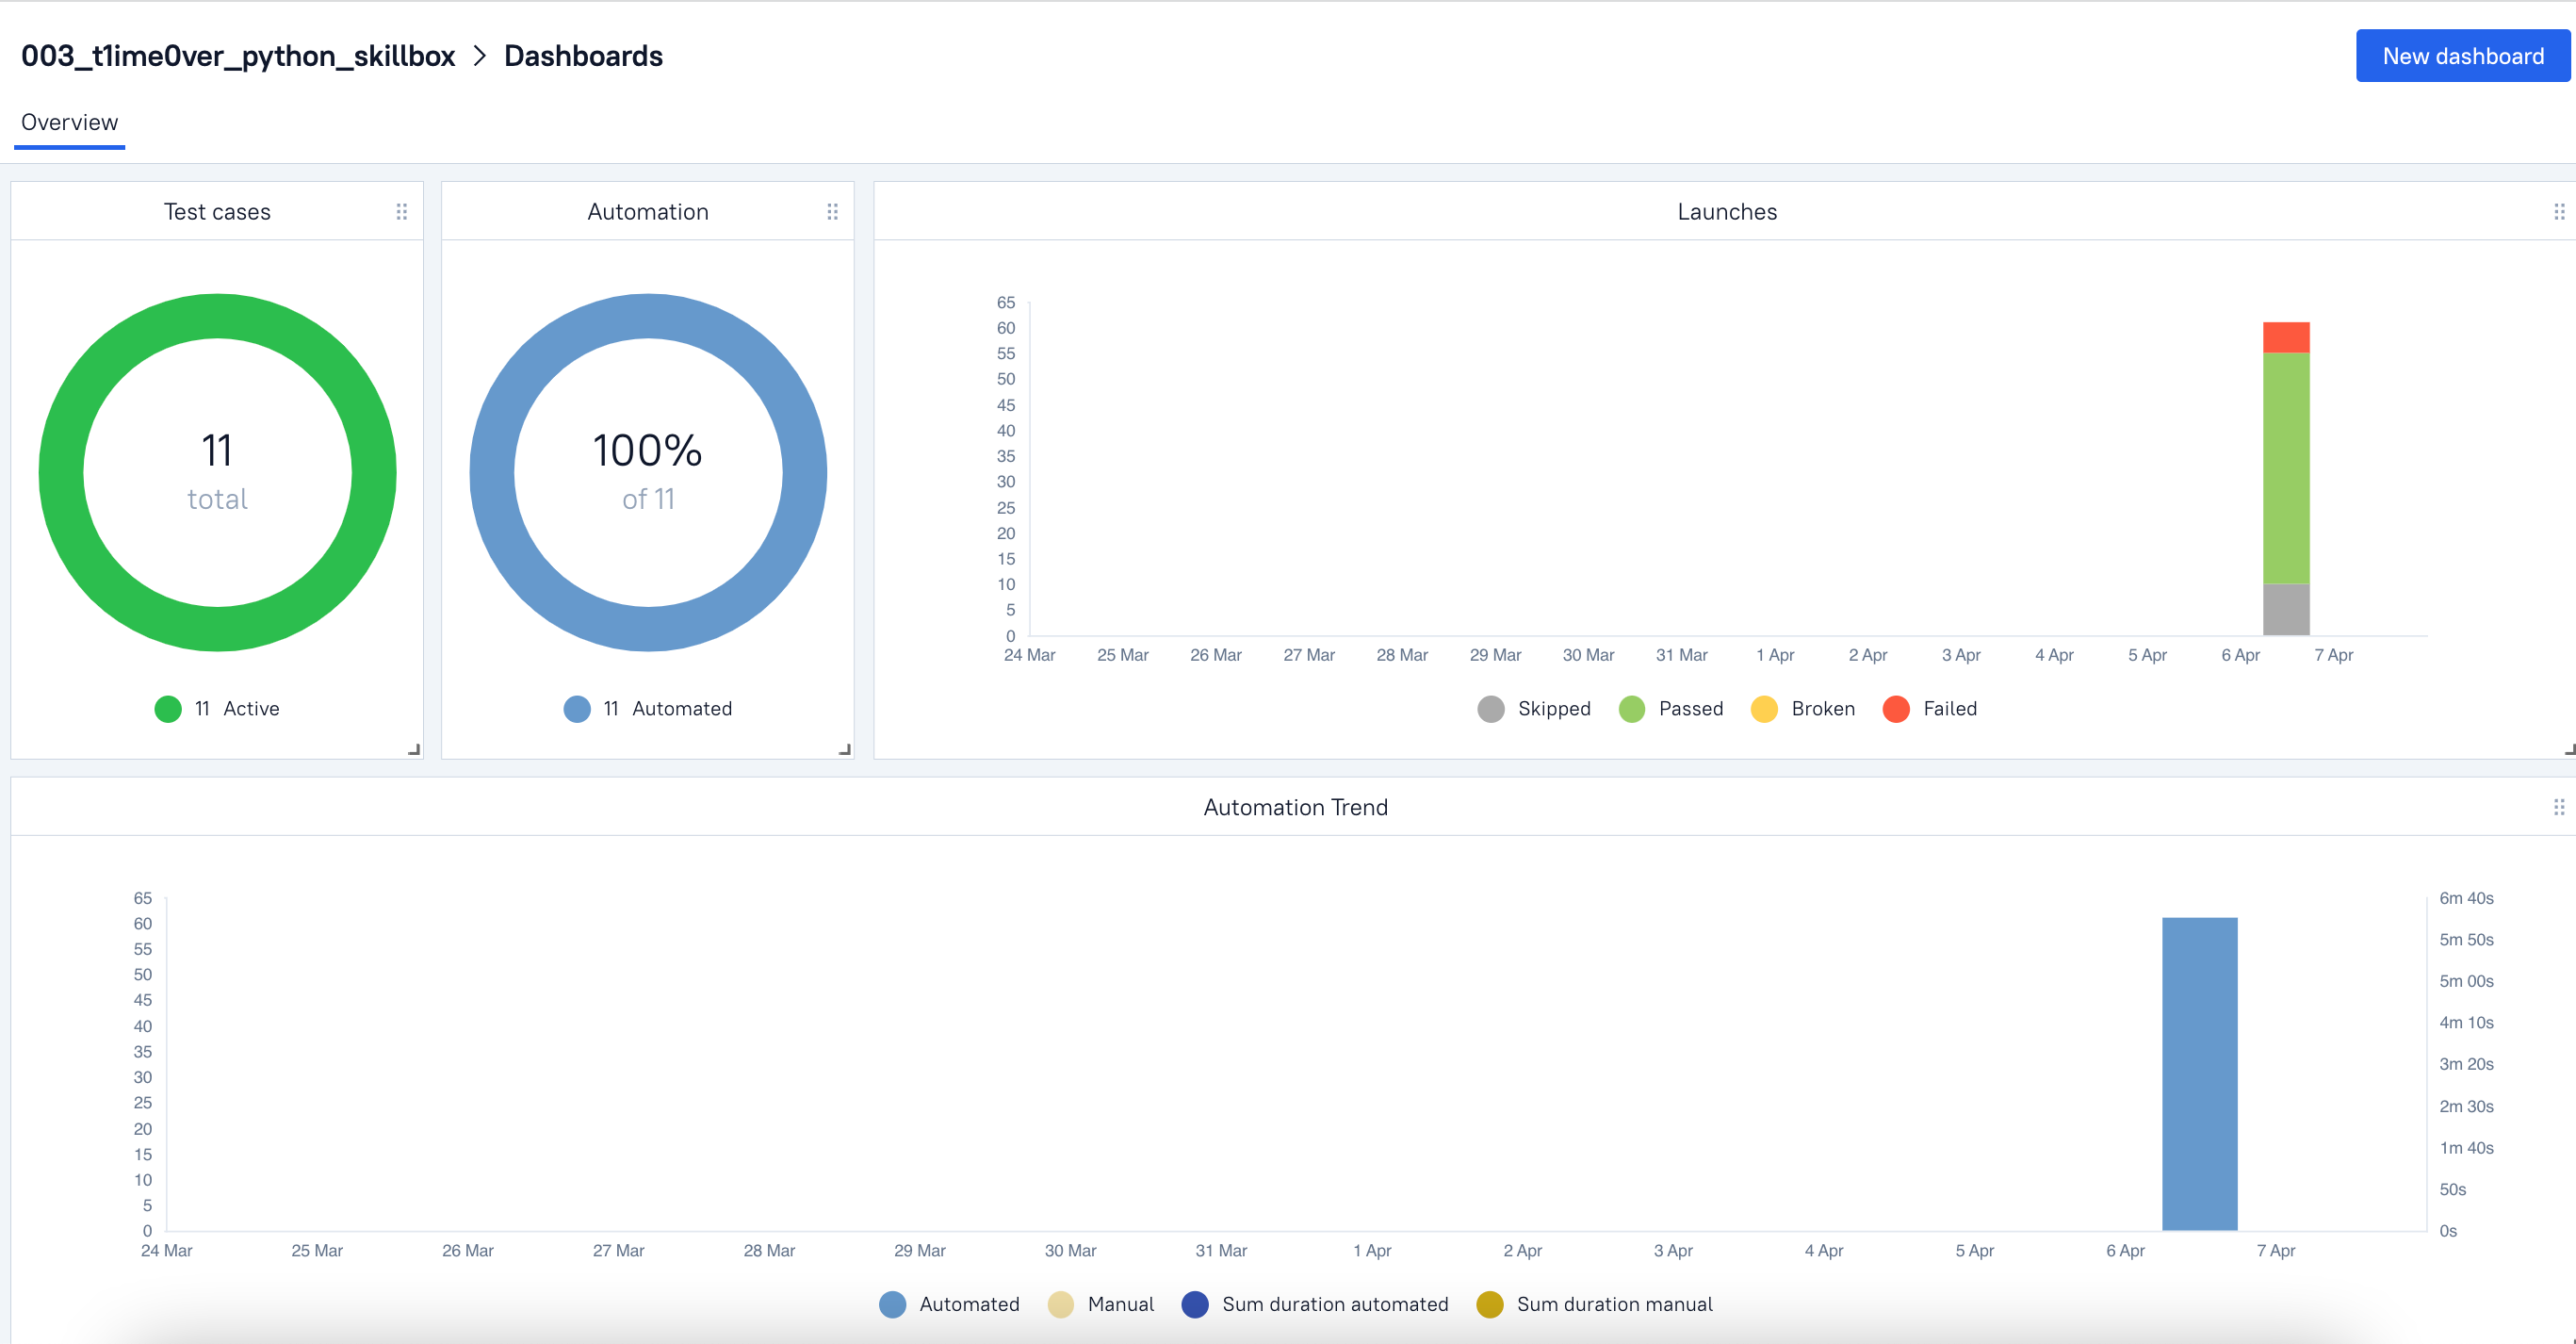 003_t1ime0ver_python_skillbox > Dashboards
New dashboard
Overview
Test cases
11
total
11 Active
Automation
100%
of 11
11 Automated
Launches
65
60
55
50
45
40
35
30
25
20
15
10
5
0
24 Mar 25 Mar 26 Mar 27 Mar 28 Mar 29 Mar 30 Mar 31 Mar 1 Apr 2 Apr 3 Apr 4 Apr 5 Apr 6 Apr 7 Apr
Skipped Passed Broken Failed
Automation Trend
65
60
55
50
45
40
35
30
25
20
15
10
5
0
6m 40s
5m 50s
5m 00s
4m 10s
3m 20s
2m 30s
1m 40s
50s
0s
24 Mar 25 Mar 26 Mar 27 Mar 28 Mar 29 Mar 30 Mar 31 Mar 1 Apr 2 Apr 3 Apr 4 Apr 5 Apr 6 Apr 7 Apr
Automated Manual Sum duration automated Sum duration manual